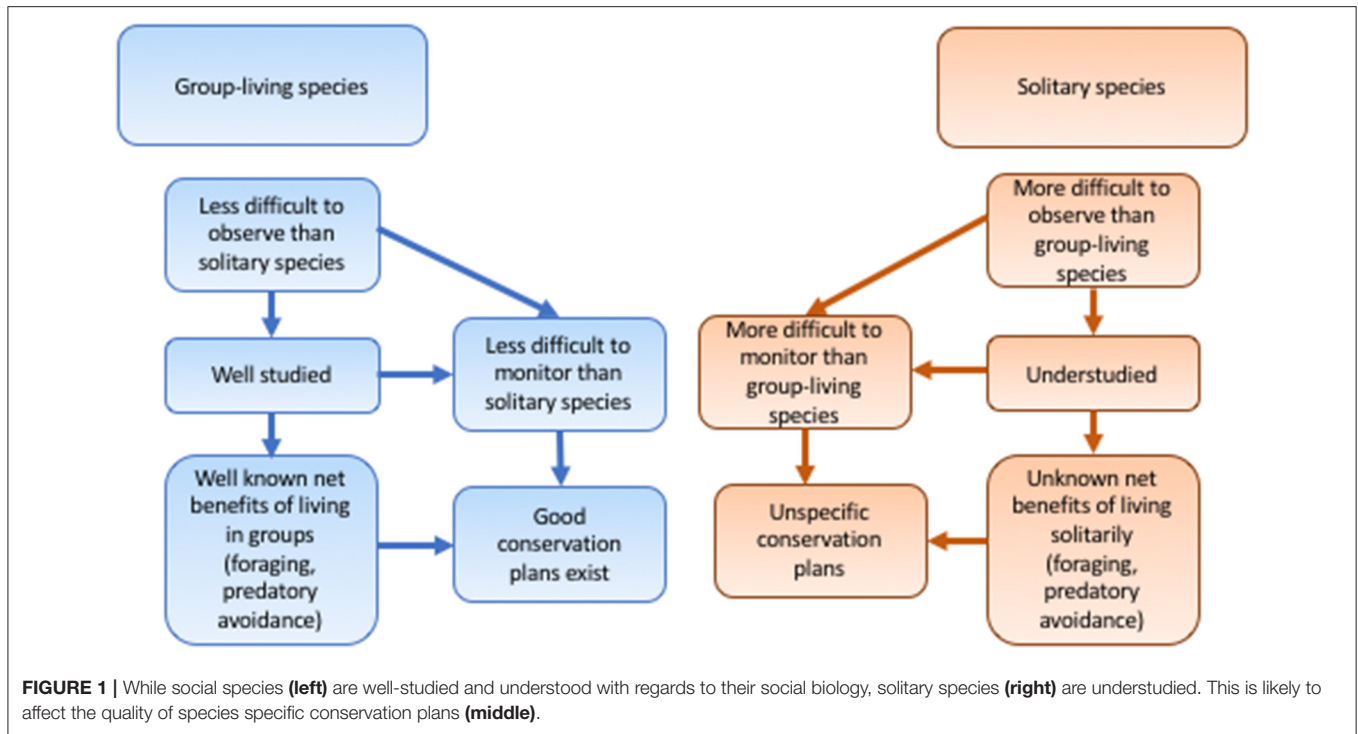 Group-living species
Solitary species
Less difficult to
observe than
solitary species
More difficult to
observe than
group-living
species
Well studied
Less difficult to
monitor than
solitary species
More difficult to
monitor than
group-living
species
Understudied
Well known net
benefits of living
in groups
(foraging,
predatory
avoidance)
Good
conservation
plans exist
Unspecific
conservation
plans
Unknown net
benefits of living
solitarily
(foraging,
predatory
avoidance)
FIGURE 1 | While social species (left) are well-studied and understood with regards to their social biology, solitary species (right) are understudied. This is likely to
affect the quality of species specific conservation plans (middle).